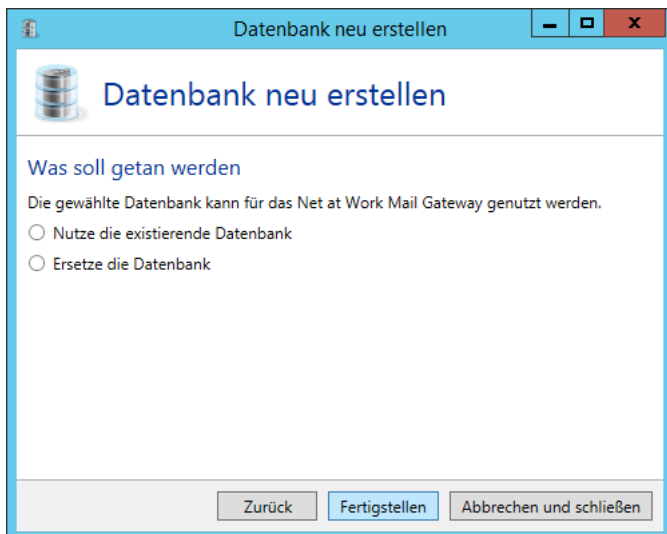 Datenbank neu erstellen
Datenbank neu erstellen
Was soll getan werden
Die gewählte Datenbank kann für das Net at Work Mail Gateway genutzt werden.
Nutze die existierende Datenbank
Ersetze die Datenbank
Zurück Fertigstellen Abbrechen und schließen